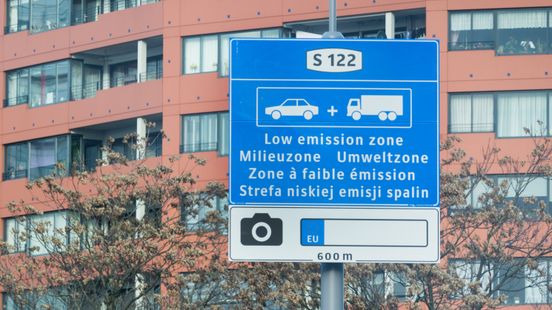 S 122
Low emission zone
Milieuzone Umweltzone
Zone à faible émission
Strefa niskiej emisji spalin
EU
600 m